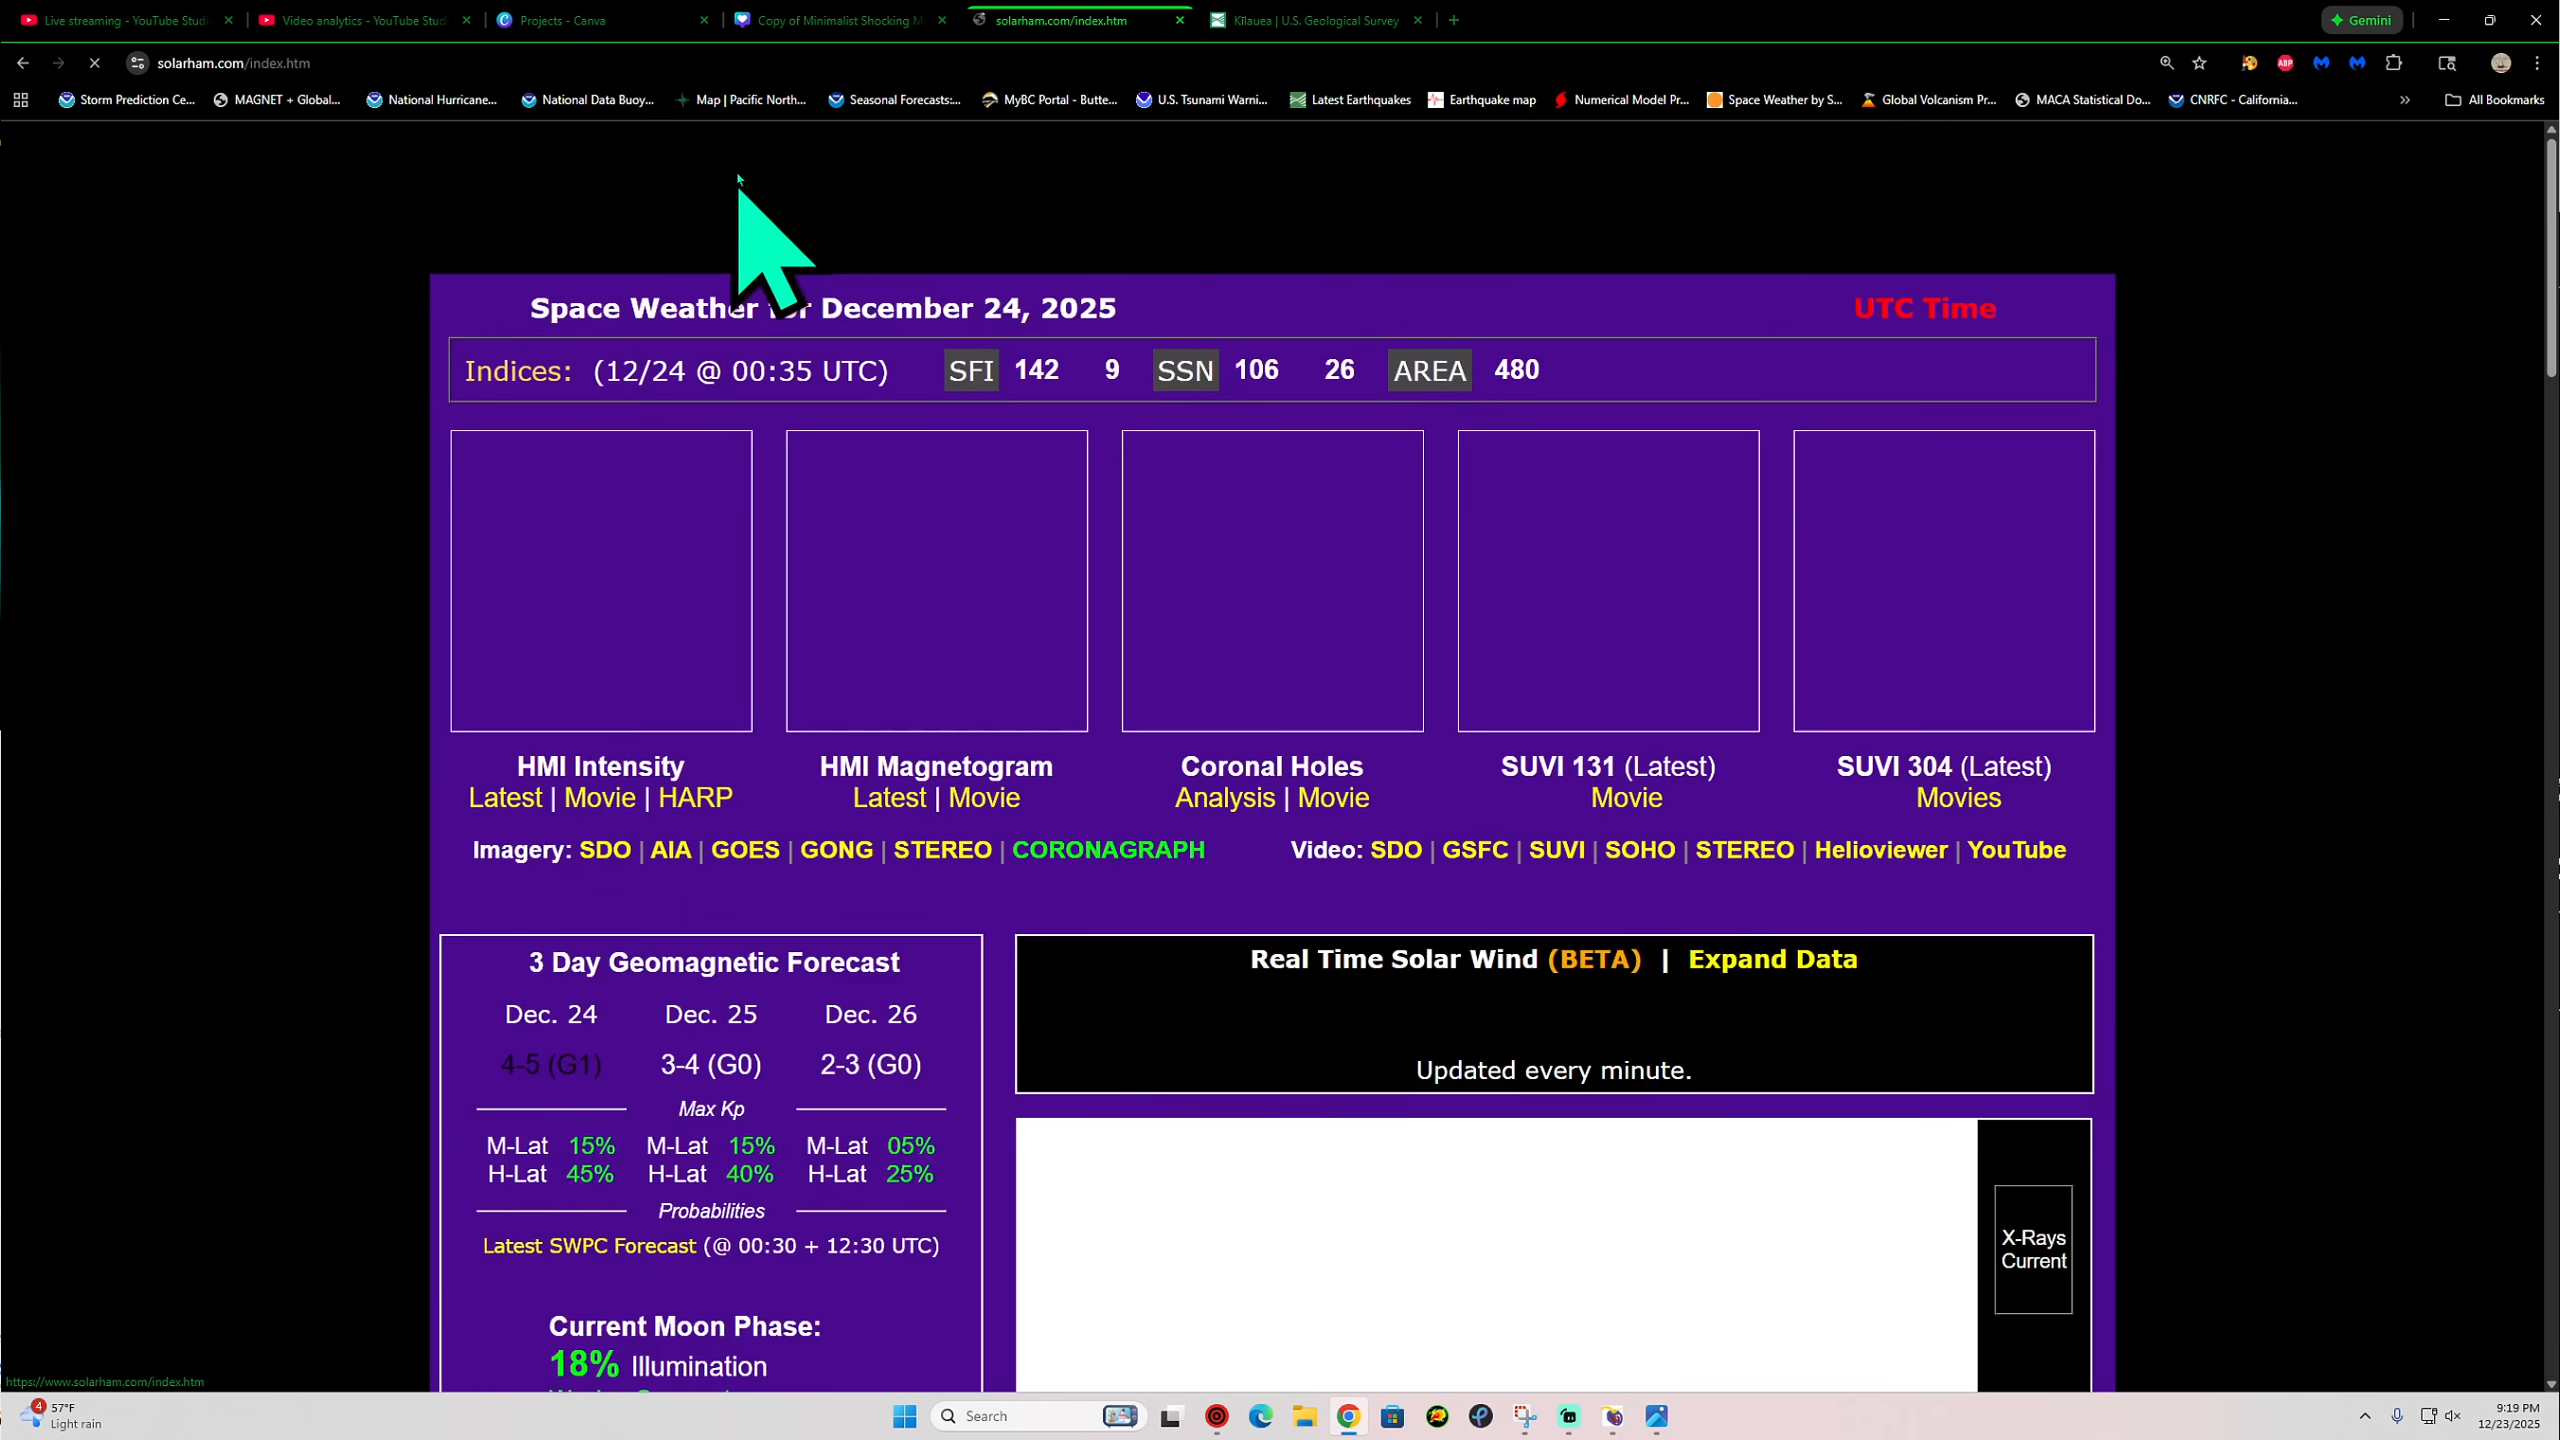 Live streaming - YouTube Studi
Video analytics - YouTube Stud
Projects - Canva
Copy of Minimalist Shocking M
solarham.com/index.htm
Kīlauea | U.S. Geological Survey
Gemini
solarham.com/index.htm
ABP
Storm Prediction Ce...
MAGNET + Global...
National Hurricane...
National Data Buoy...
Map | Pacific North...
Seasonal Forecasts:...
MyBC Portal - Butte...
U.S. Tsunami Warni...
Latest Earthquakes
Earthquake map
Numerical Model Pr...
Space Weather by S...
Global Volcanism Pr...
MACA Statistical Do...
CNRFC - California...
All Bookmarks
Space Weather for December 24, 2025
UTC Time
Indices: (12/24 @ 00:35 UTC) SFI 142 9 SSN 106 26 AREA 480
HMI Intensity
Latest | Movie | HARP
HMI Magnetogram
Latest | Movie
Coronal Holes
Analysis | Movie
SUVI 131 (Latest)
Movie
SUVI 304 (Latest)
Movies
Imagery: SDO | AIA | GOES | GONG | STEREO | CORONAGRAPH
Video: SDO | GSFC | SUVI | SOHO | STEREO | Helioviewer | YouTube
3 Day Geomagnetic Forecast
Dec. 24 Dec. 25 Dec. 26
4-5 (G1) 3-4 (G0) 2-3 (G0)
Max Kp
M-Lat 15% M-Lat 15% M-Lat 05%
H-Lat 45% H-Lat 40% H-Lat 25%
Probabilities
Latest SWPC Forecast (@ 00:30 + 12:30 UTC)
Current Moon Phase:
18% Illumination
Real Time Solar Wind (BETA) | Expand Data
Updated every minute.
X-Rays
Current
https://www.solarham.com/index.htm
4
57°F
Light rain
Search
9:19 PM
12/23/2025